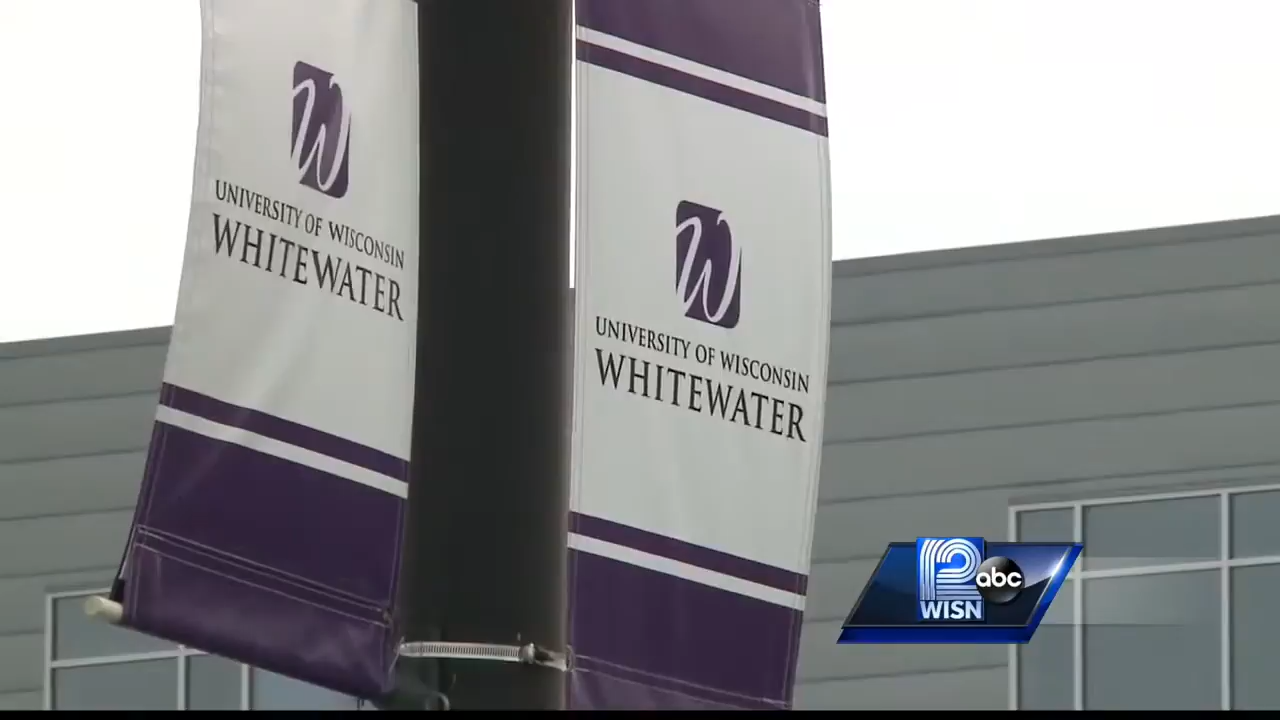 W
UNIVERSITY OF WISCONSIN
WHITEWATER
W
UNIVERSITY OF WISCONSIN
WHITEWATER
12
WISN
abc